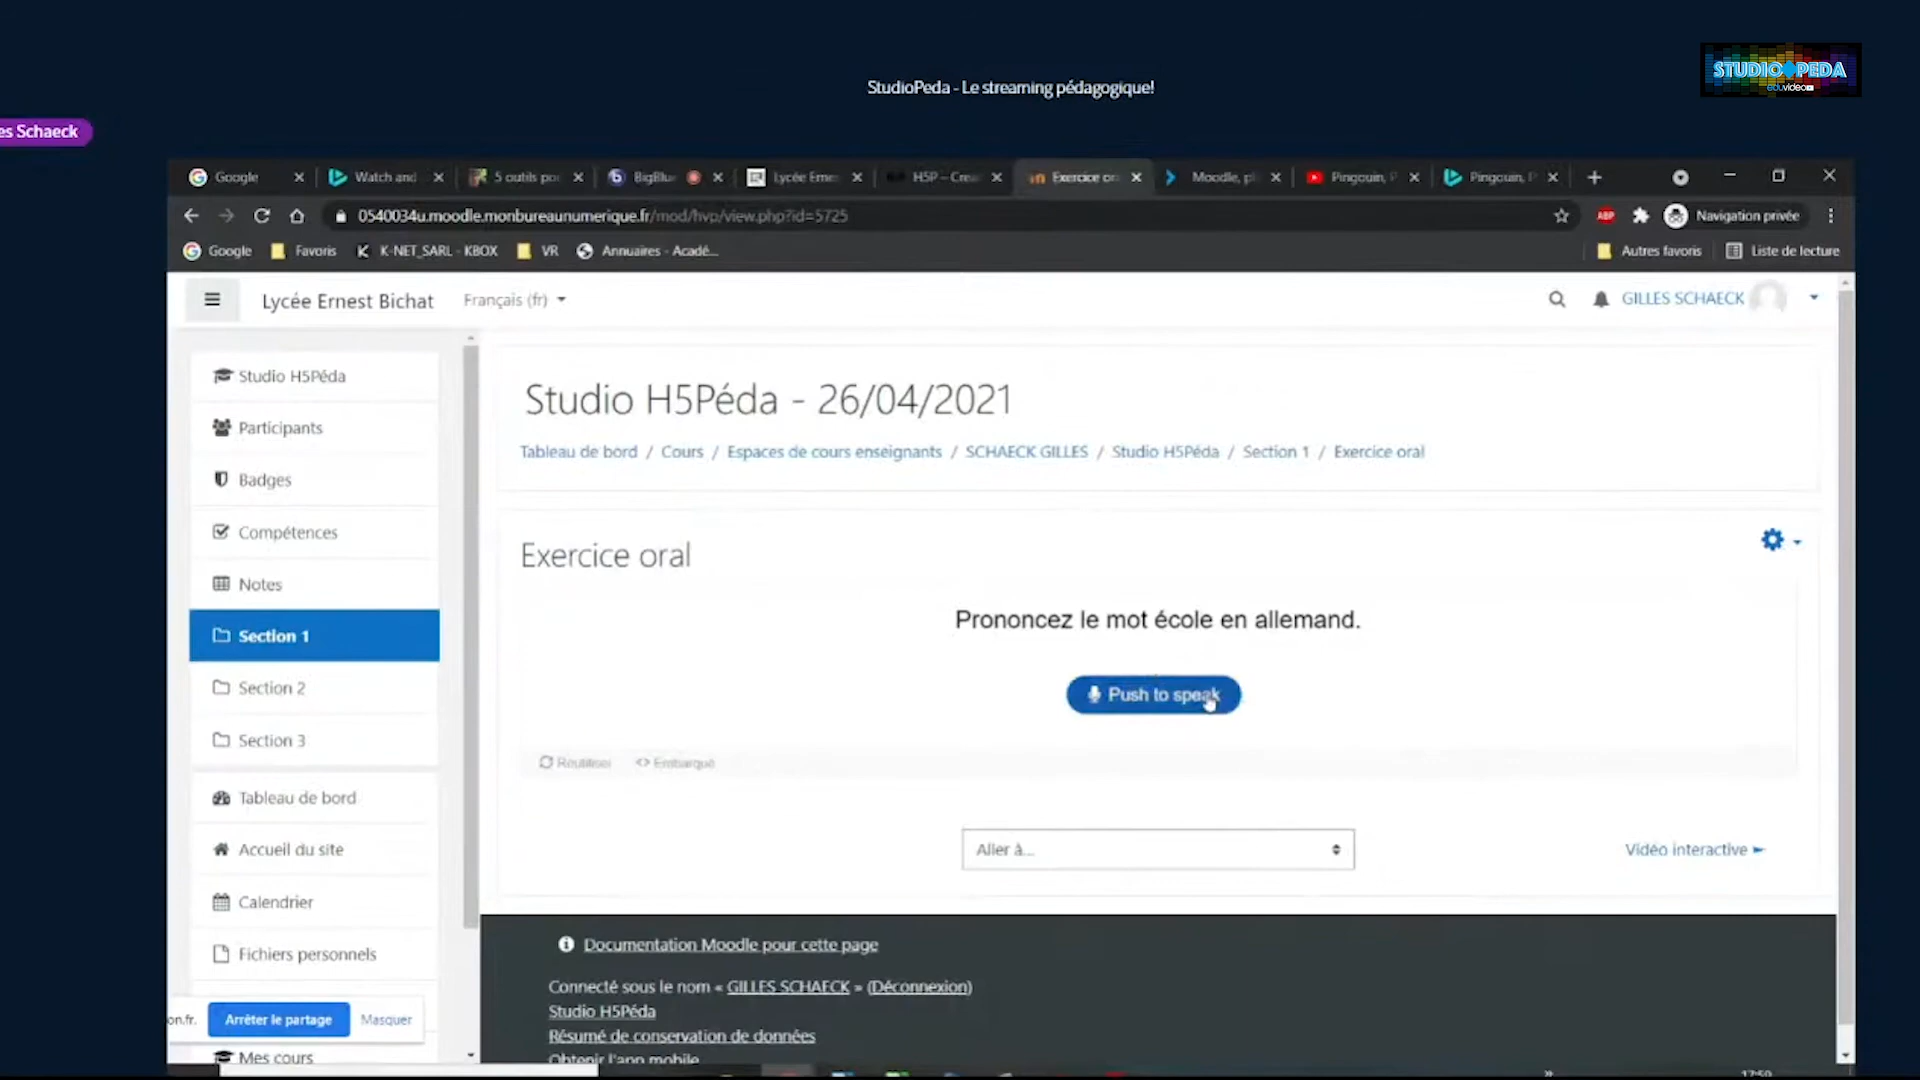 STUDIO PEDA
eduvideo
StudioPeda - Le streaming pédagogique!
es Schaeck
Google
Watch and
5 outils po
BigBlu
Lycée Erne
H5P - Crea
Exercice or
Moodle, p
Pingouin, P
Pingouin, P
0540034u.moodle.monbureaunumerique.fr/mod/hvp/view.php?id=5725
ABP
Navigation privée
Google
Favoris
K-NET_SARL - KBOX
VR
Annuaires - Acadé...
Autres favoris
Liste de lecture
Lycée Ernest Bichat
Français (fr)
GILLES SCHAECK
Studio H5Péda
Participants
Badges
Compétences
Notes
Section 1
Section 2
Section 3
Tableau de bord
Accueil du site
Calendrier
Fichiers personnels
on.fr.
Arrêter le partage
Masquer
Mes cours
Studio H5Péda - 26/04/2021
Tableau de bord / Cours / Espaces de cours enseignants / SCHAECK GILLES / Studio H5Péda / Section 1 / Exercice oral
Exercice oral
Prononcez le mot école en allemand.
Push to speak
Réutiliser
<> Embarqué
Aller à...
Vidéo interactive ►
Documentation Moodle pour cette page
Connecté sous le nom « GILLES SCHAECK » (Déconnexion)
Studio H5Péda
Résumé de conservation de données
Obtenir l'app mobile
17:59